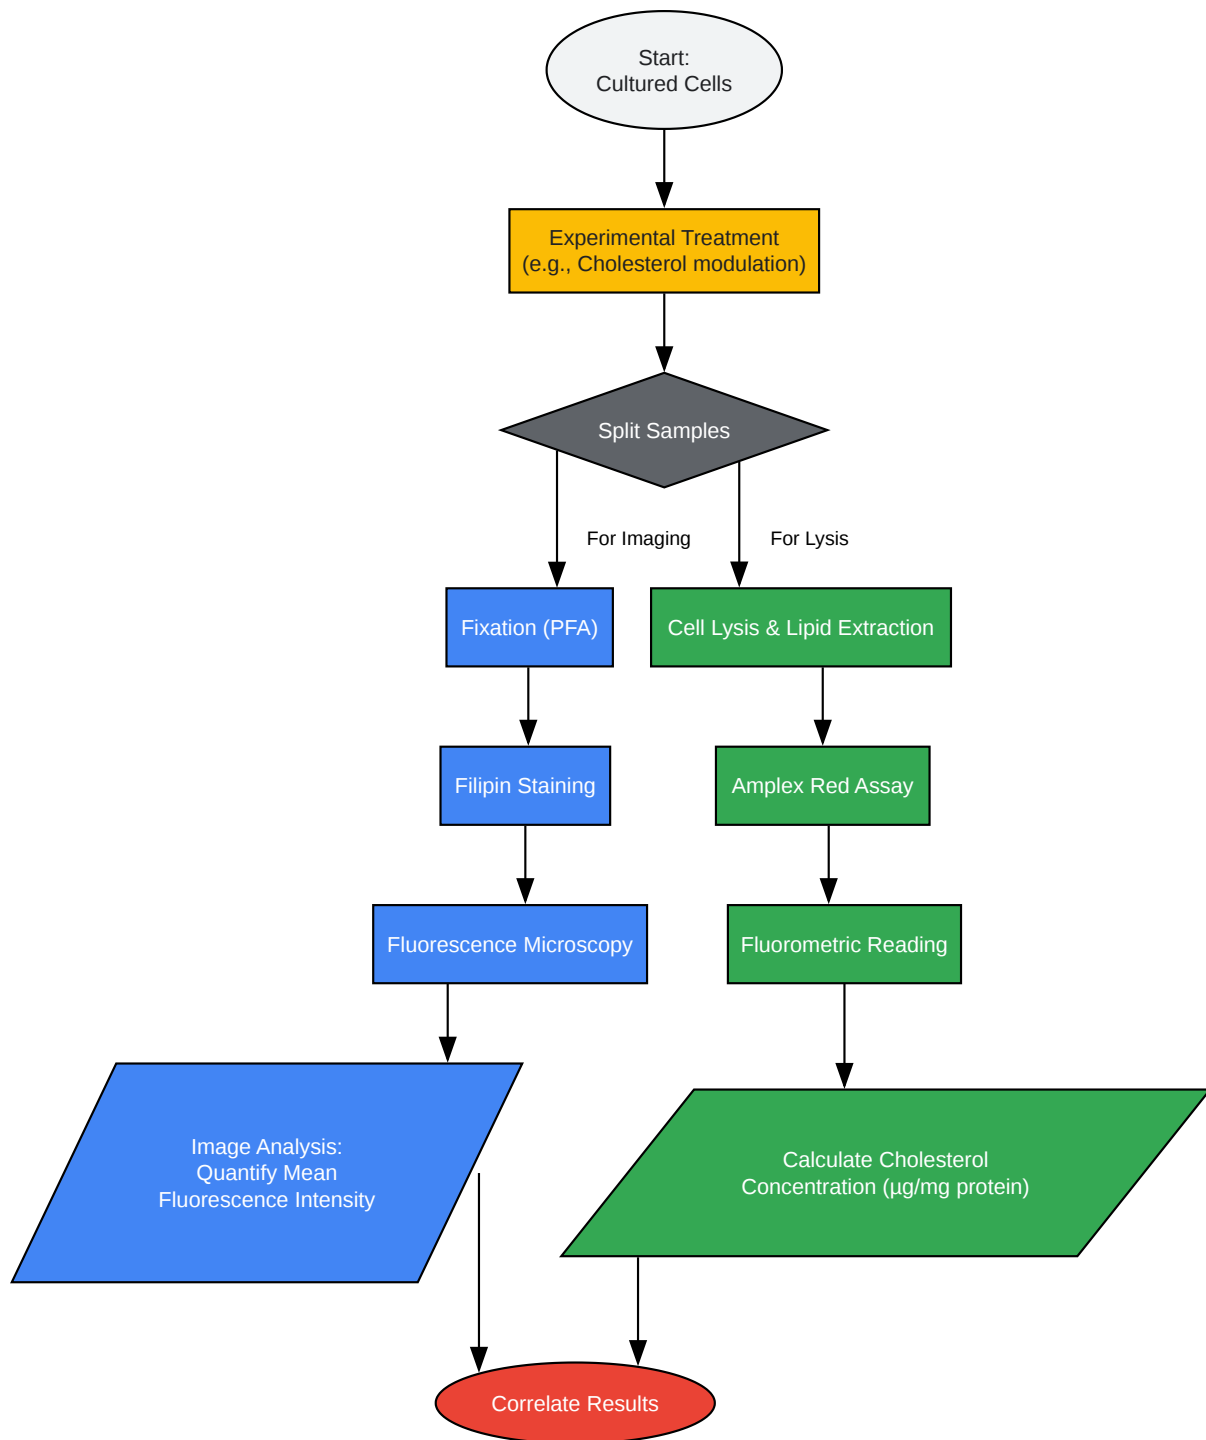 Start:
Cultured Cells
Experimental Treatment
(e.g., Cholesterol modulation)
Split Samples
For Imaging
For Lysis
Fixation (PFA)
Cell Lysis & Lipid Extraction
Filipin Staining
Amplex Red Assay
Fluorescence Microscopy
Fluorometric Reading
Image Analysis:
Quantify Mean
Fluorescence Intensity
Calculate Cholesterol
Concentration (µg/mg protein)
Correlate Results